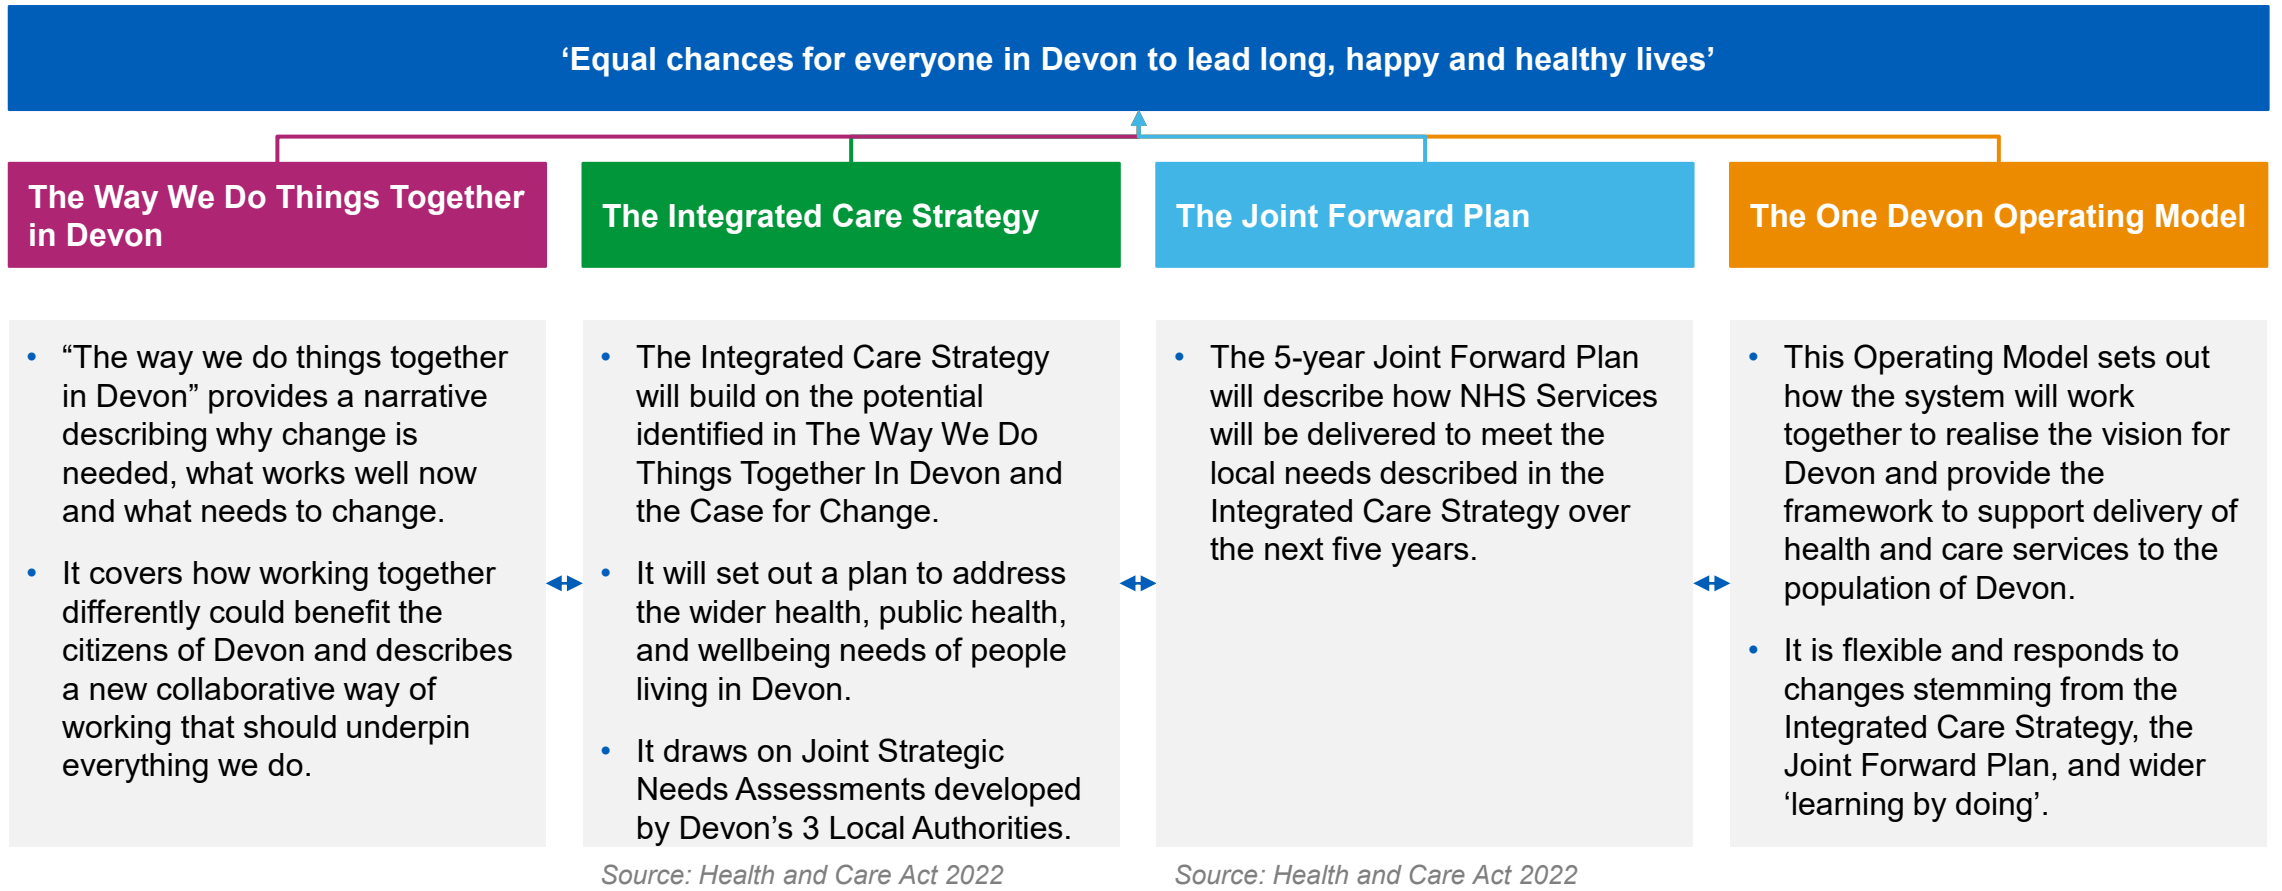 ‘Equal chances for everyone in Devon to lead long, happy and healthy lives’
The Way We Do Things Together
in Devon
The Integrated Care Strategy
The Joint Forward Plan
The One Devon Operating Model
• “The way we do things together
in Devon” provides a narrative
describing why change is
needed, what works well now
and what needs to change.
• It covers how working together
differently could benefit the
citizens of Devon and describes
a new collaborative way of
working that should underpin
everything we do.
• The Integrated Care Strategy
will build on the potential
identified in The Way We Do
Things Together In Devon and
the Case for Change.
• It will set out a plan to address
the wider health, public health,
and wellbeing needs of people
living in Devon.
• It draws on Joint Strategic
Needs Assessments developed
by Devon’s 3 Local Authorities.
Source: Health and Care Act 2022
• The 5-year Joint Forward Plan
will describe how NHS Services
will be delivered to meet the
local needs described in the
Integrated Care Strategy over
the next five years.
Source: Health and Care Act 2022
• This Operating Model sets out
how the system will work
together to realise the vision for
Devon and provide the
framework to support delivery of
health and care services to the
population of Devon.
• It is flexible and responds to
changes stemming from the
Integrated Care Strategy, the
Joint Forward Plan, and wider
‘learning by doing’.